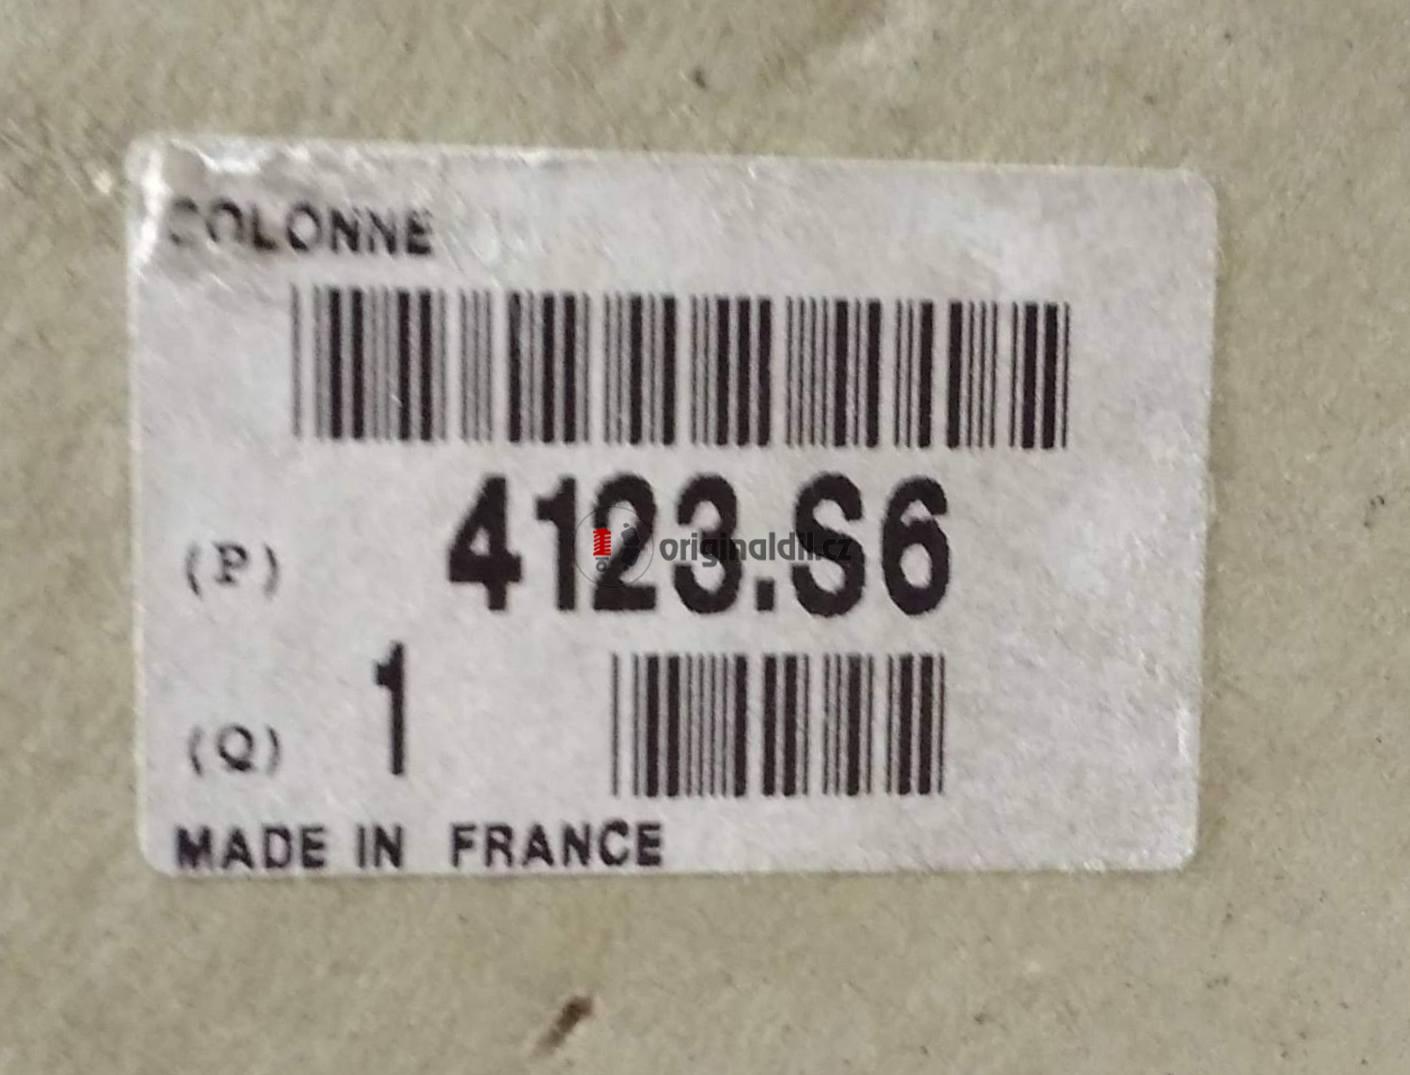 COLONNE
(P) 4123.S6
originaldil.cz
(Q) 1
MADE IN FRANCE